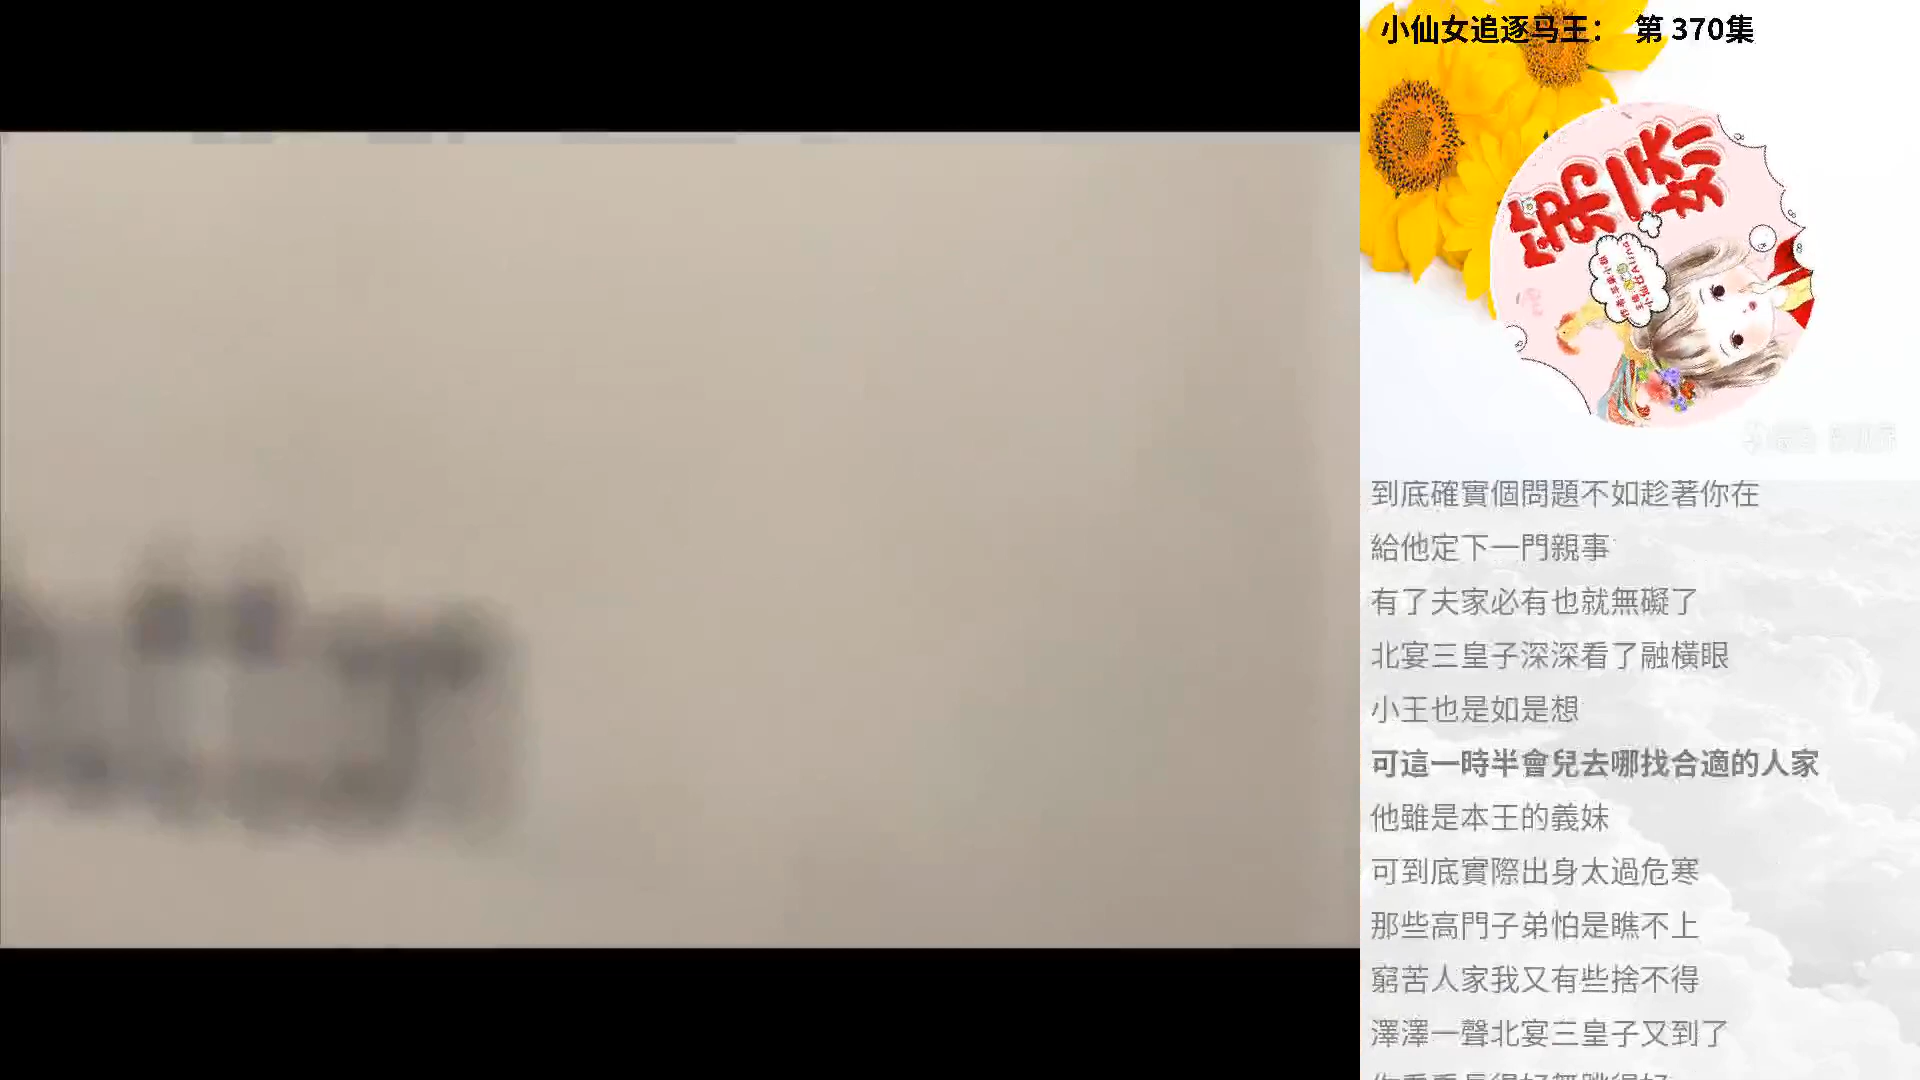 小仙女追逐马王： 第 370集
第一娇
到底確實個問題不如趁著你在
給他定下一門親事
有了夫家必有也就無礙了
北宴三皇子深深看了融橫眼
小王也是如是想
可這一時半會兒去哪找合適的人家
他雖是本王的義妹
可到底實際出身太過危寒
那些高門子弟怕是瞧不上
窮苦人家我又有些捨不得
澤澤一聲北宴三皇子又到了